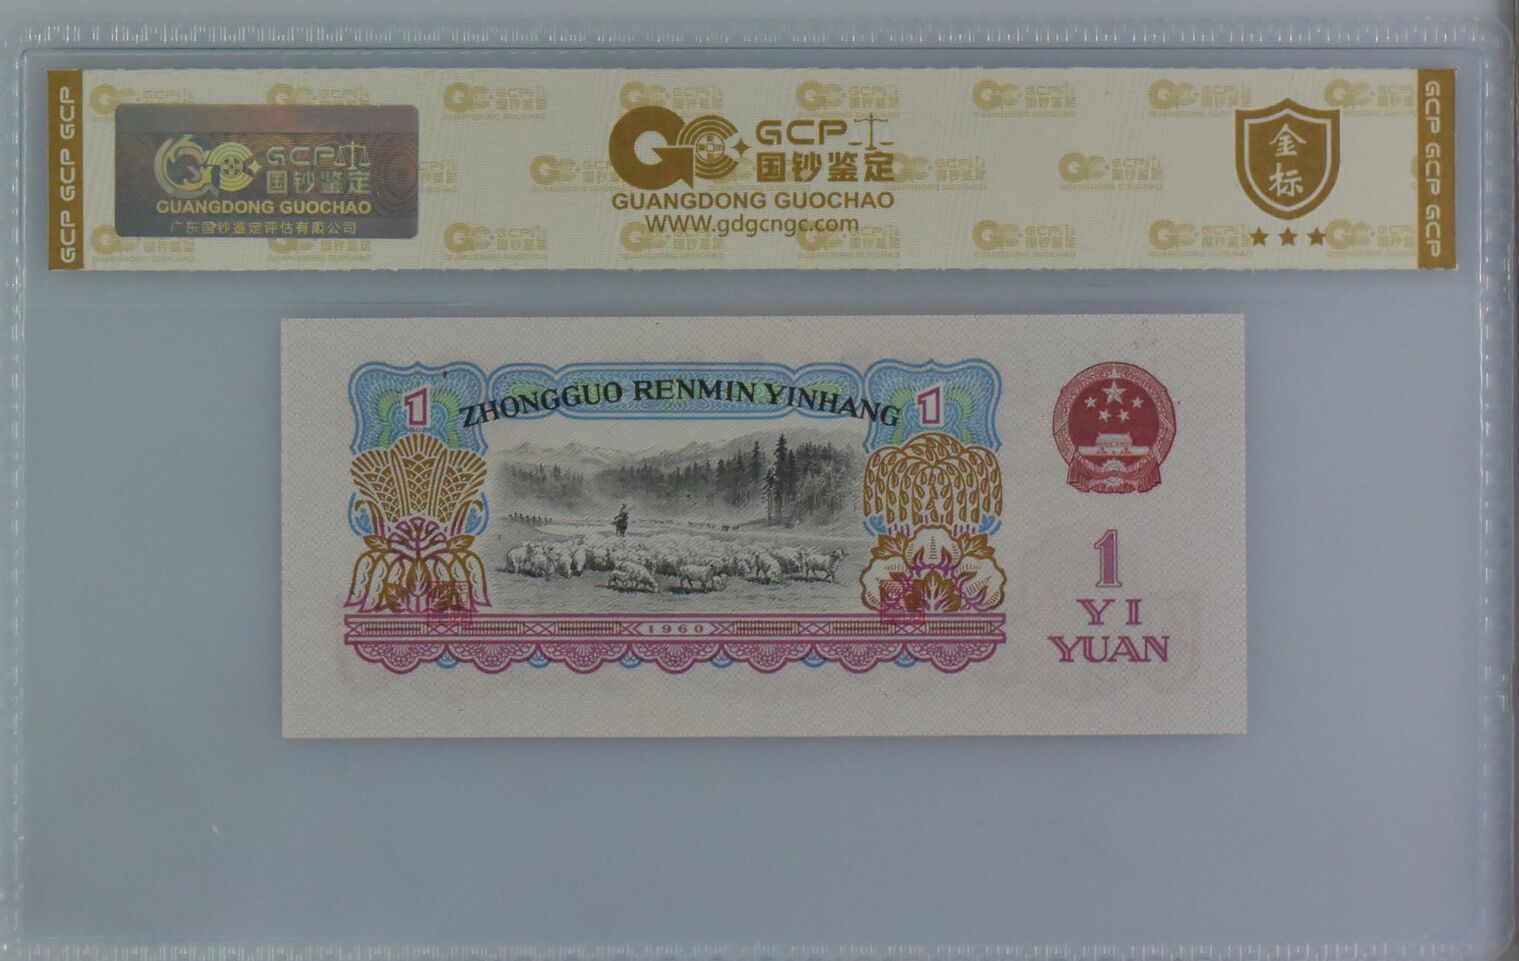 GCP GCP GCP
GCP
国钞鉴定
GUANGDONG GUOCHAO
广东国钞鉴定评估有限公司
GCP
国钞鉴定
GUANGDONG GUOCHAO
WWW.gdgcngc.com
金
标
GCP GCP GCP
1
ZHONGGUO RENMIN YINHANG
1
1960
1
YI
YUAN